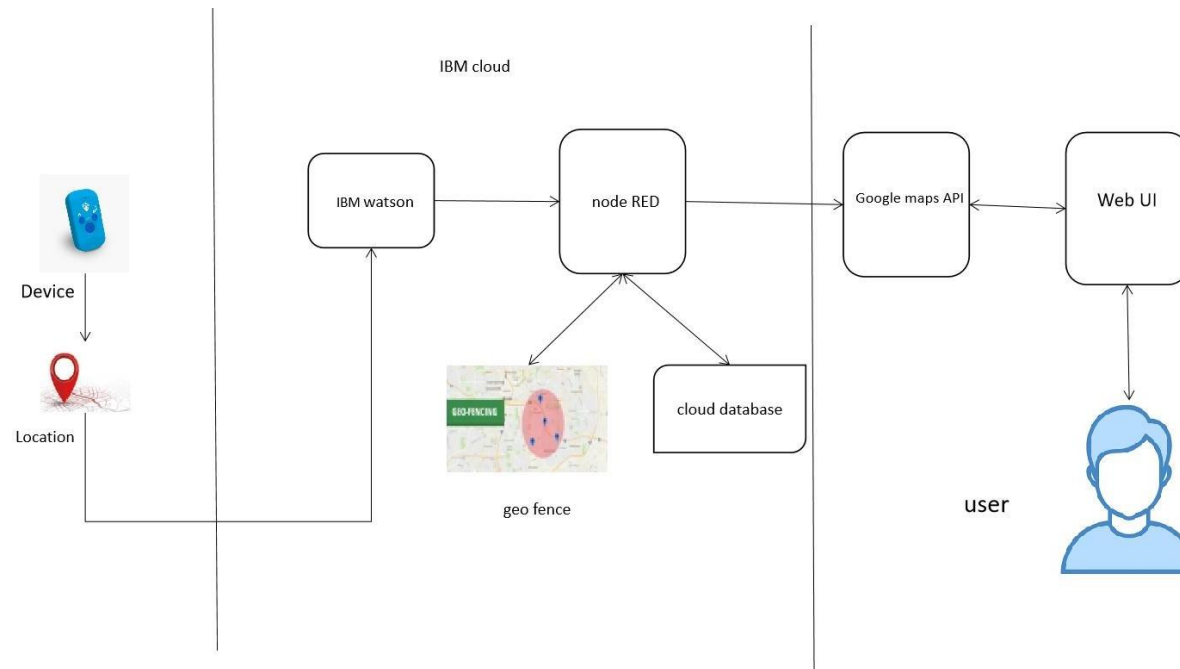 IBM cloud
IBM watson
node RED
Google maps API
Web UI
Device
Location
GEO-FENCING
geo fence
cloud database
user